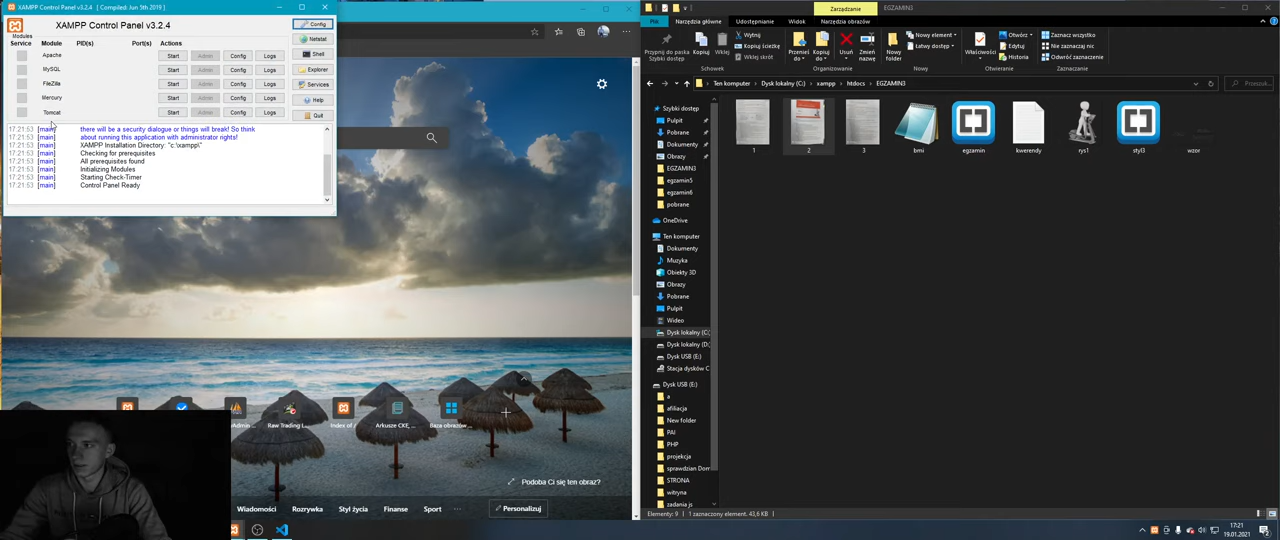 XAMPP Control Panel v3.2.4 [ Compiled: Jun 5th 2019 ]
XAMPP Control Panel v3.2.4
Config
Modules
Service Module PID(s) Port(s) Actions
Netstat
Apache Start Admin Config Logs
Shell
MySQL Start Admin Config Logs
Explorer
FileZilla Start Admin Config Logs
Services
Mercury Start Admin Config Logs
Help
Tomcat Start Admin Config Logs
Quit
17:21:53 [main] there will be a security dialogue or things will break! So think
17:21:53 [main] about running this application with administrator rights!
17:21:53 [main] XAMPP Installation Directory: "c:\xampp\"
17:21:53 [main] Checking for prerequisites
17:21:53 [main] All prerequisites found
17:21:53 [main] Initializing Modules
17:21:53 [main] Starting Check-Timer
17:21:53 [main] Control Panel Ready
Raw Trading L...
Index of /
Arkusze CKE, ...
Baza obrazów ...
Podoba Ci się ten obraz?
Wiadomości Rozrywka Styl życia Finanse Sport ...
Personalizuj
Zarządzanie EGZAMIN3
Plik Narzędzia główne Udostępnianie Widok Narzędzia obrazów
Przypnij do paska Szybki dostęp
Kopiuj
Wklej
Wytnij
Kopiuj ścieżkę
Wklej skrót
Schowek
Przenieś do
Kopiuj do
Usuń
Zmień nazwę
Organizowanie
Nowy folder
Nowy element
Łatwy dostęp
Nowy
Właściwości
Otwórz
Edytuj
Historia
Otwieranie
Zaznacz wszystko
Nie zaznaczaj nic
Odwróć zaznaczenie
Zaznaczanie
Ten komputer > Dysk lokalny (C:) > xampp > htdocs > EGZAMIN3
Przeszuk...
Szybki dostęp
Pulpit
Pobrane
Dokumenty
Obrazy
EGZAMIN3
egzamin5
egzamin6
pobrane
OneDrive
Ten komputer
Dokumenty
Muzyka
Obiekty 3D
Obrazy
Pobrane
Pulpit
Wideo
Dysk lokalny (C:)
Dysk lokalny (D:)
Dysk USB (E:)
Stacja dysków C
Dysk USB (E:)
a
afiliacja
New folder
PAI
PHP
projekcja
sprawdzian Dom
STRONA
witryna
zadania js
1
2
3
bmi
egzamin
kwerendy
rys1
styl3
wzor
Elementy: 9 1 zaznaczony element. 43,6 KB
17:21
19.01.2021
2